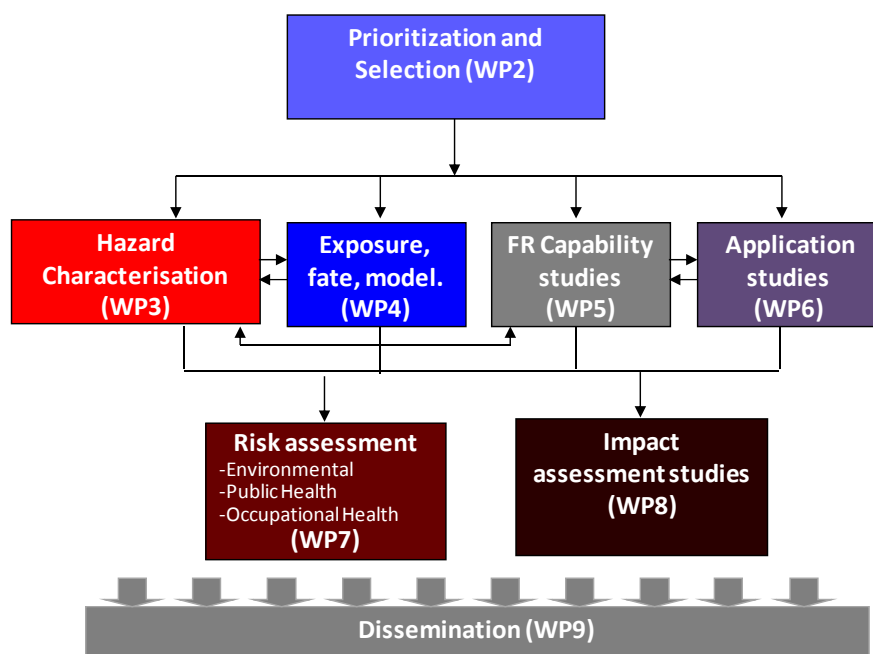 Prioritization and
Selection (WP2)
Hazard
Characterisation
(WP3)
Exposure,
fate, model.
(WP4)
FR Capability
studies
(WP5)
Application
studies
(WP6)
Risk assessment
-Environmental
-Public Health
-Occupational Health
(WP7)
Impact
assessment studies
(WP8)
Dissemination (WP9)